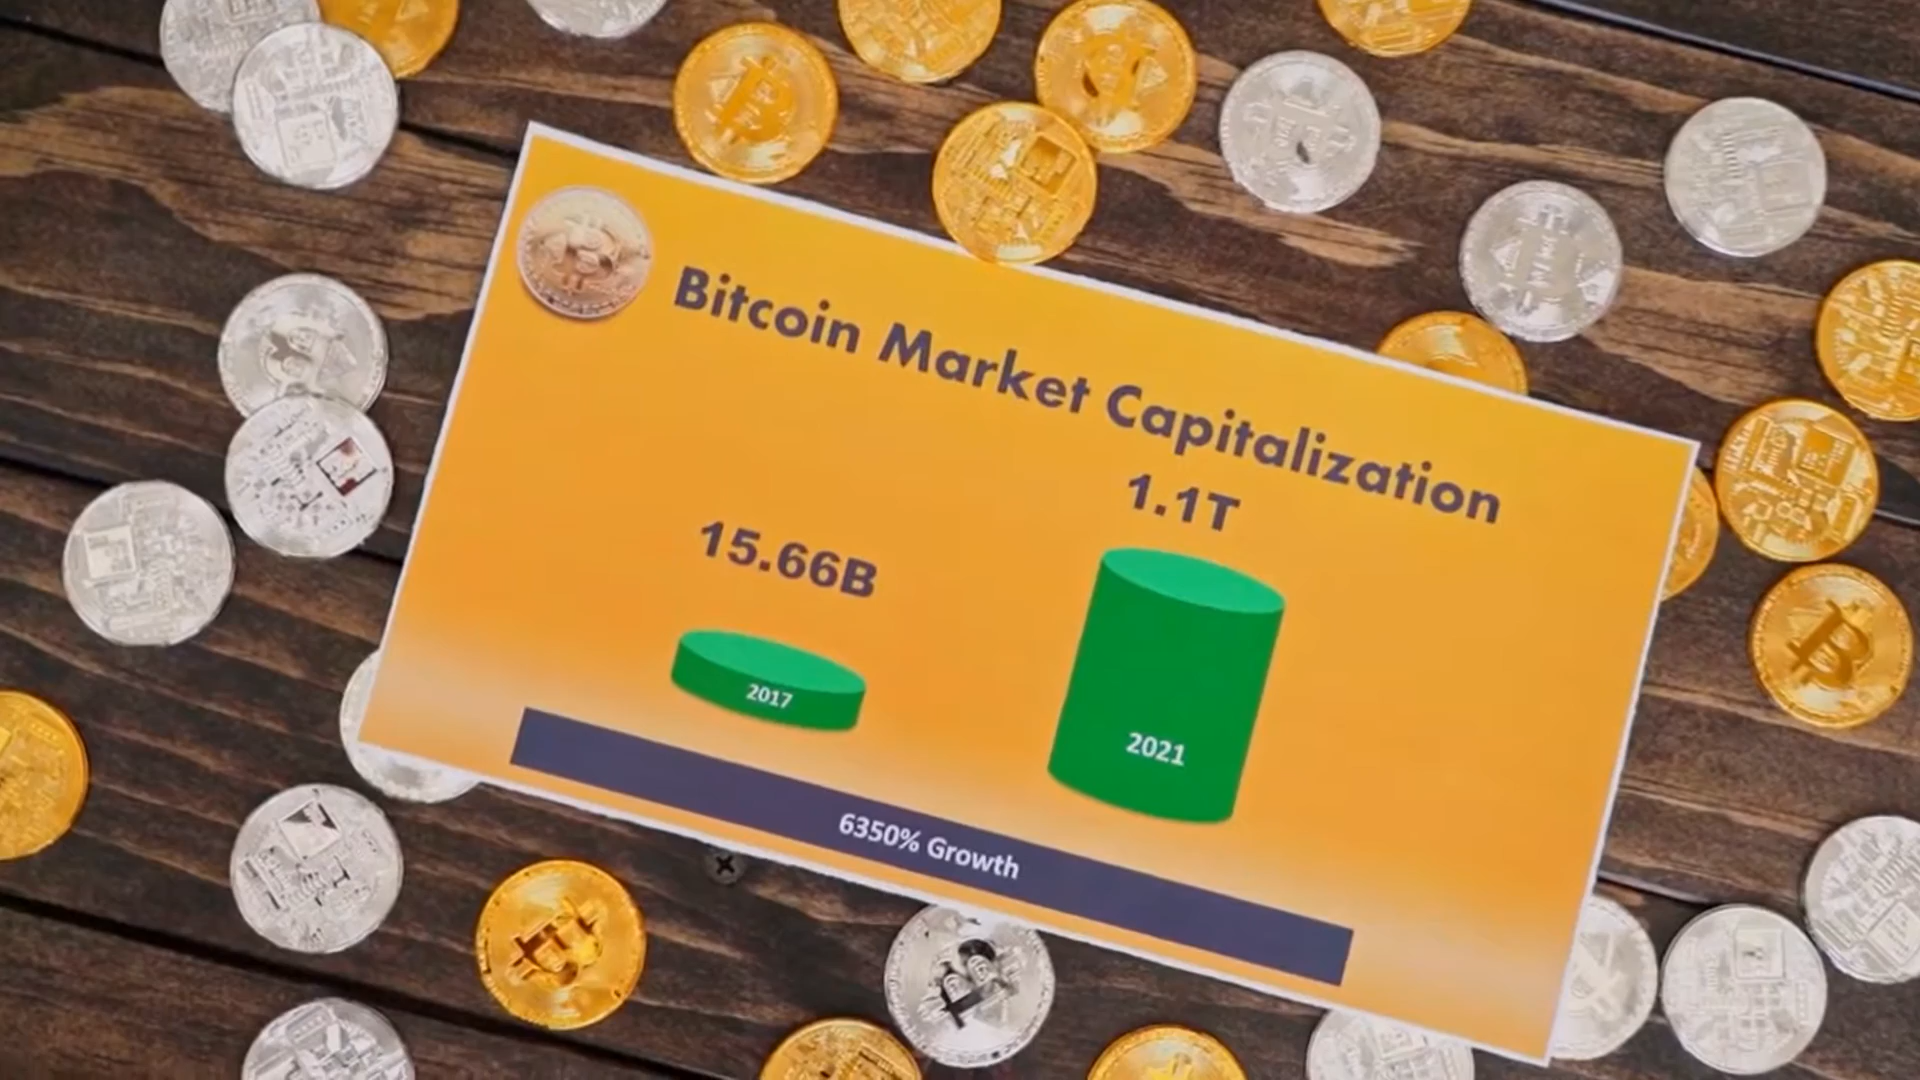 Bitcoin Market Capitalization
15.66B
1.1T
2017
2021
6350% Growth